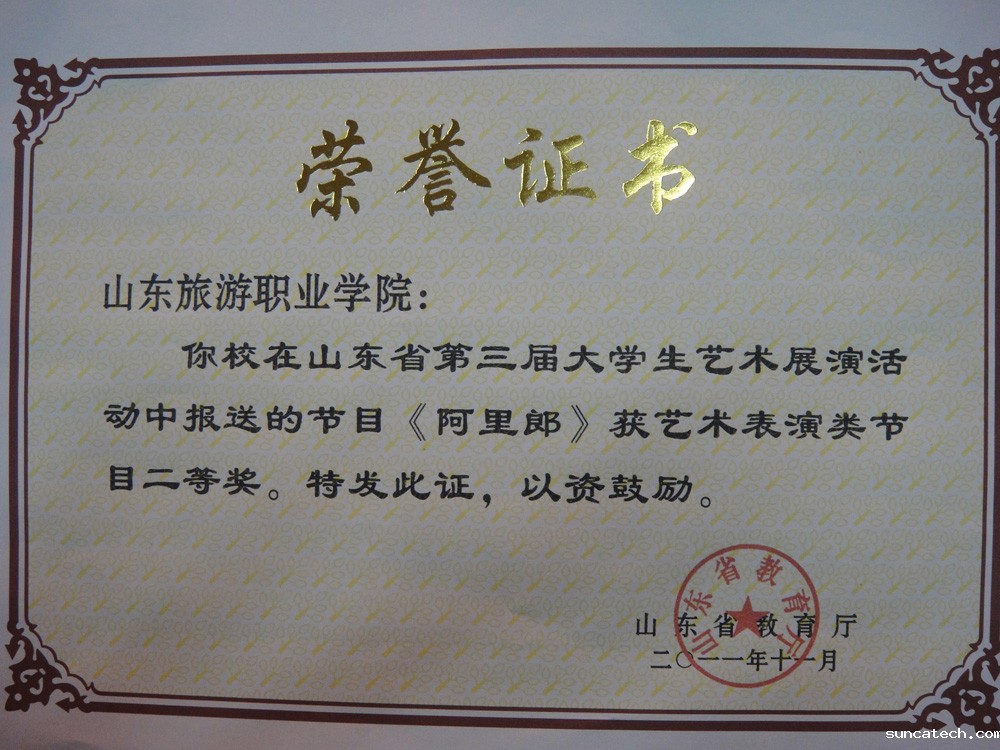 荣誉证书
山东旅游职业学院：
你校在山东省第三届大学生艺术展演活
动中报送的节目《阿里郎》获艺术表演类节
目二等奖。特发此证，以资鼓励。
山东省教育厅
山东省教育厅
二〇一一年十一月
suncatech.com